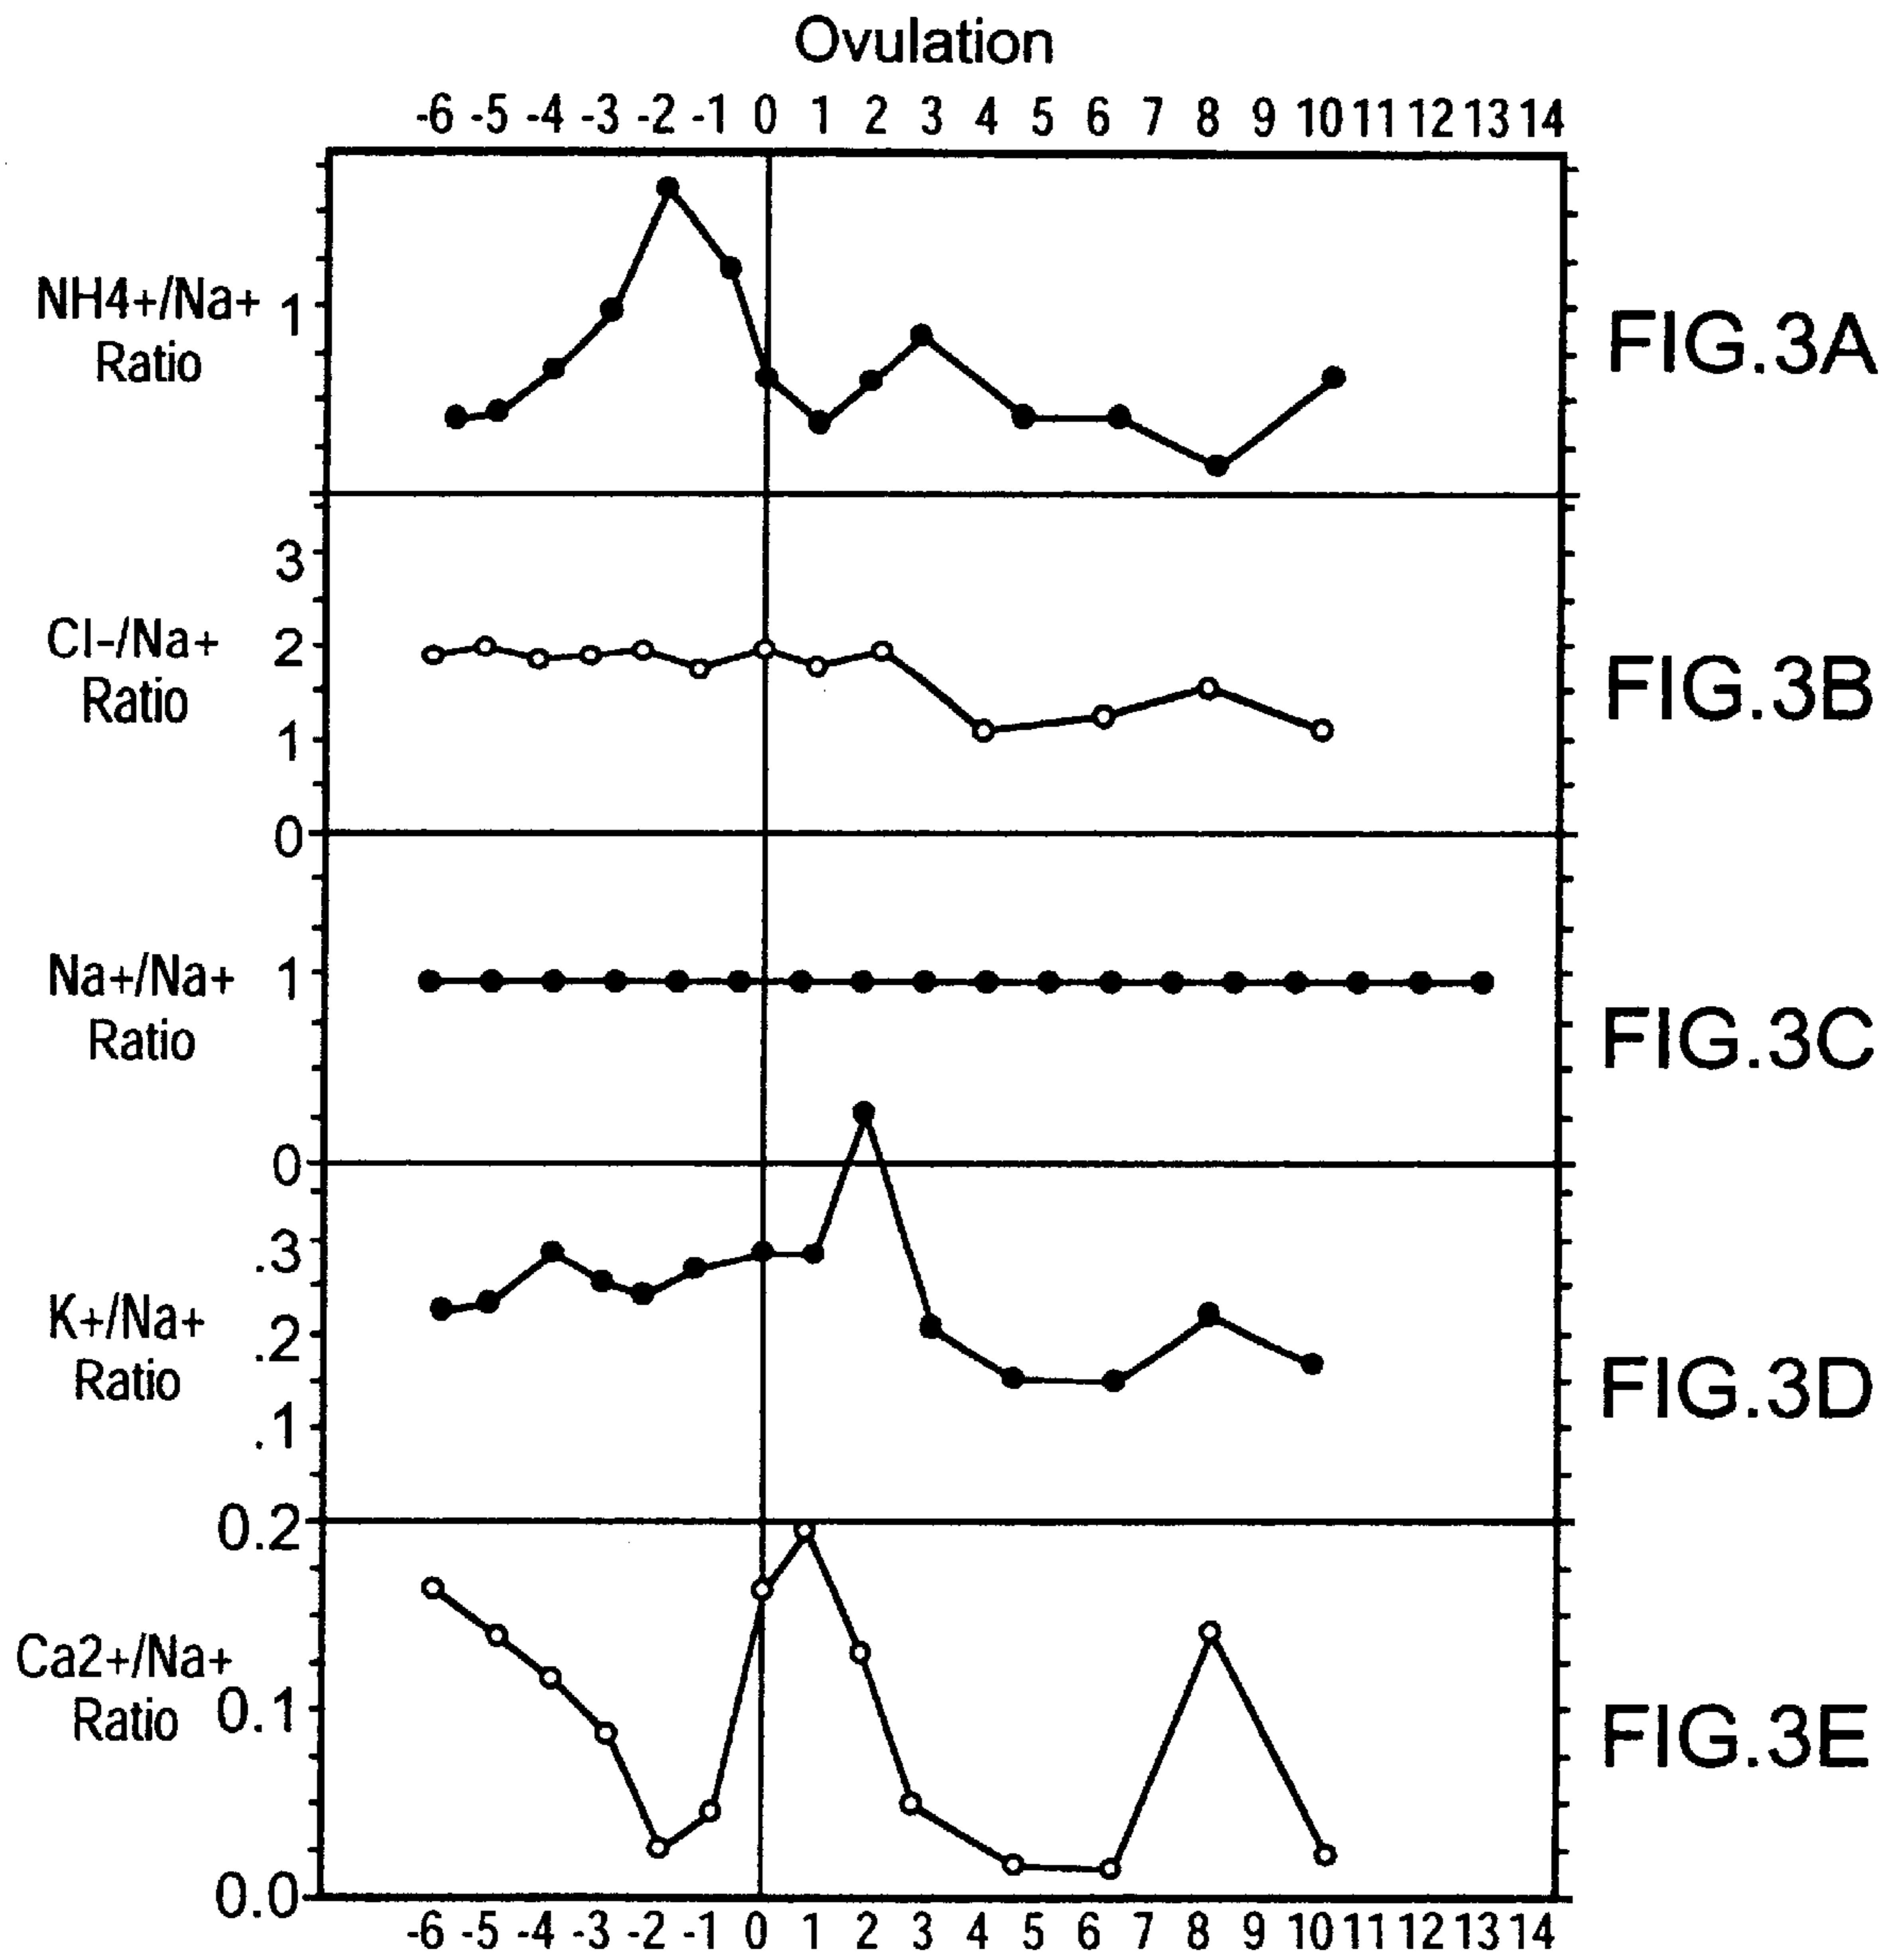 Ovulation
-6 -5 -4 -3 -2 -1 0 1 2 3 4 5 6 7 8 9 10 11 12 13 14
NH4+/Na+ 1
Ratio
FIG.3A
3
Cl-/Na+ 2
Ratio
1
0
FIG.3B
Na+/Na+ 1
Ratio
0
FIG.3C
.3
K+/Na+
.2
Ratio
.1
FIG.3D
0.2
Ca2+/Na+
Ratio 0.1
0.0
FIG.3E
-6 -5 -4 -3 -2 -1 0 1 2 3 4 5 6 7 8 9 10 11 12 13 14